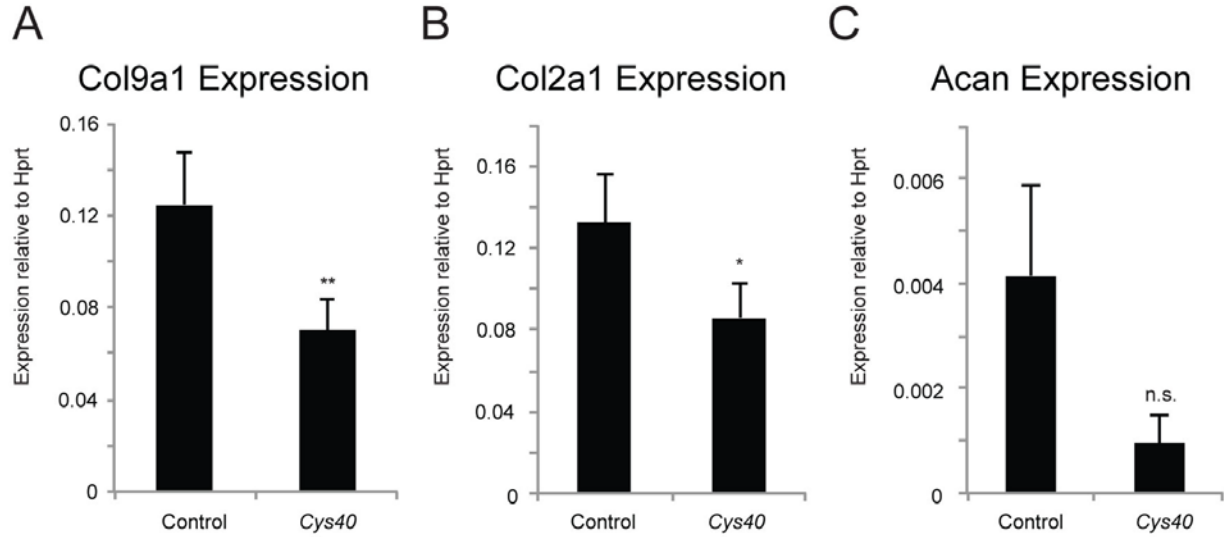 A
Col9a1 Expression
Expression relative to Hprt
0.16
0.12
0.08
0.04
0
**
Control
Cys40
B
Col2a1 Expression
Expression relative to Hprt
0.16
0.12
0.08
0.04
0
*
Control
Cys40
C
Acan Expression
Expression relative to Hprt
0.006
0.004
0.002
0
n.s.
Control
Cys40